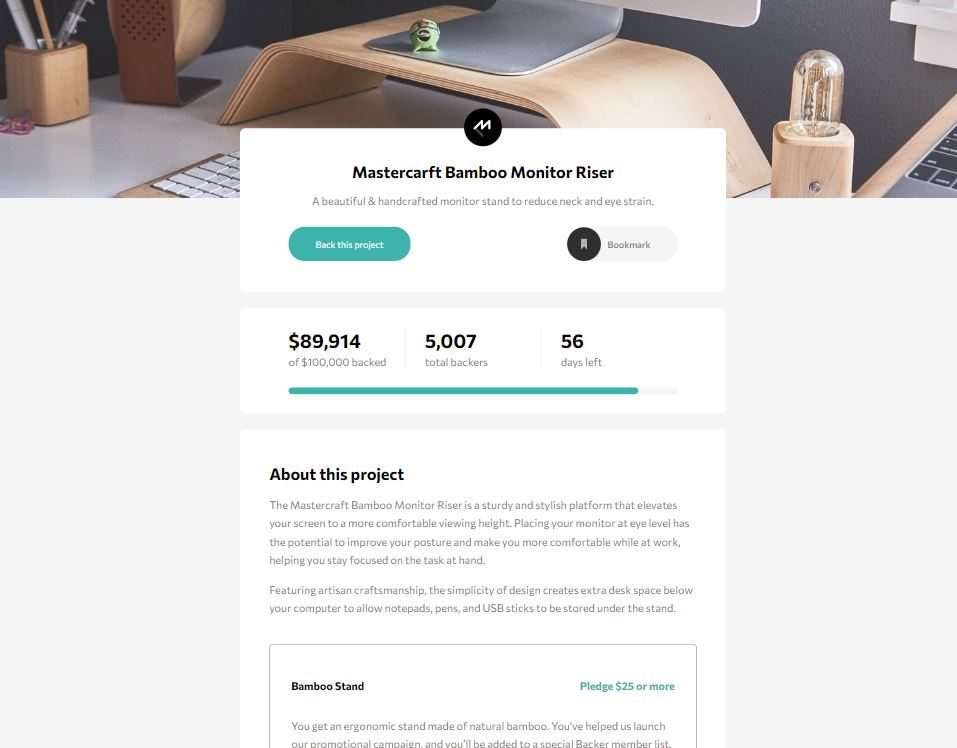 Mastercarft Bamboo Monitor Riser
A beautiful & handcrafted monitor stand to reduce neck and eye strain.
Back this project
Bookmark
$89,914
of $100,000 backed
5,007
total backers
56
days left
About this project
The Mastercraft Bamboo Monitor Riser is a sturdy and stylish platform that elevates
your screen to a more comfortable viewing height. Placing your monitor at eye level has
the potential to improve your posture and make you more comfortable while at work,
helping you stay focused on the task at hand.
Featuring artisan craftsmanship, the simplicity of design creates extra desk space below
your computer to allow notepads, pens, and USB sticks to be stored under the stand.
Bamboo Stand
Pledge $25 or more
You get an ergonomic stand made of natural bamboo. You've helped us launch
our promotional campaign, and you'll be added to a special Backer member list.